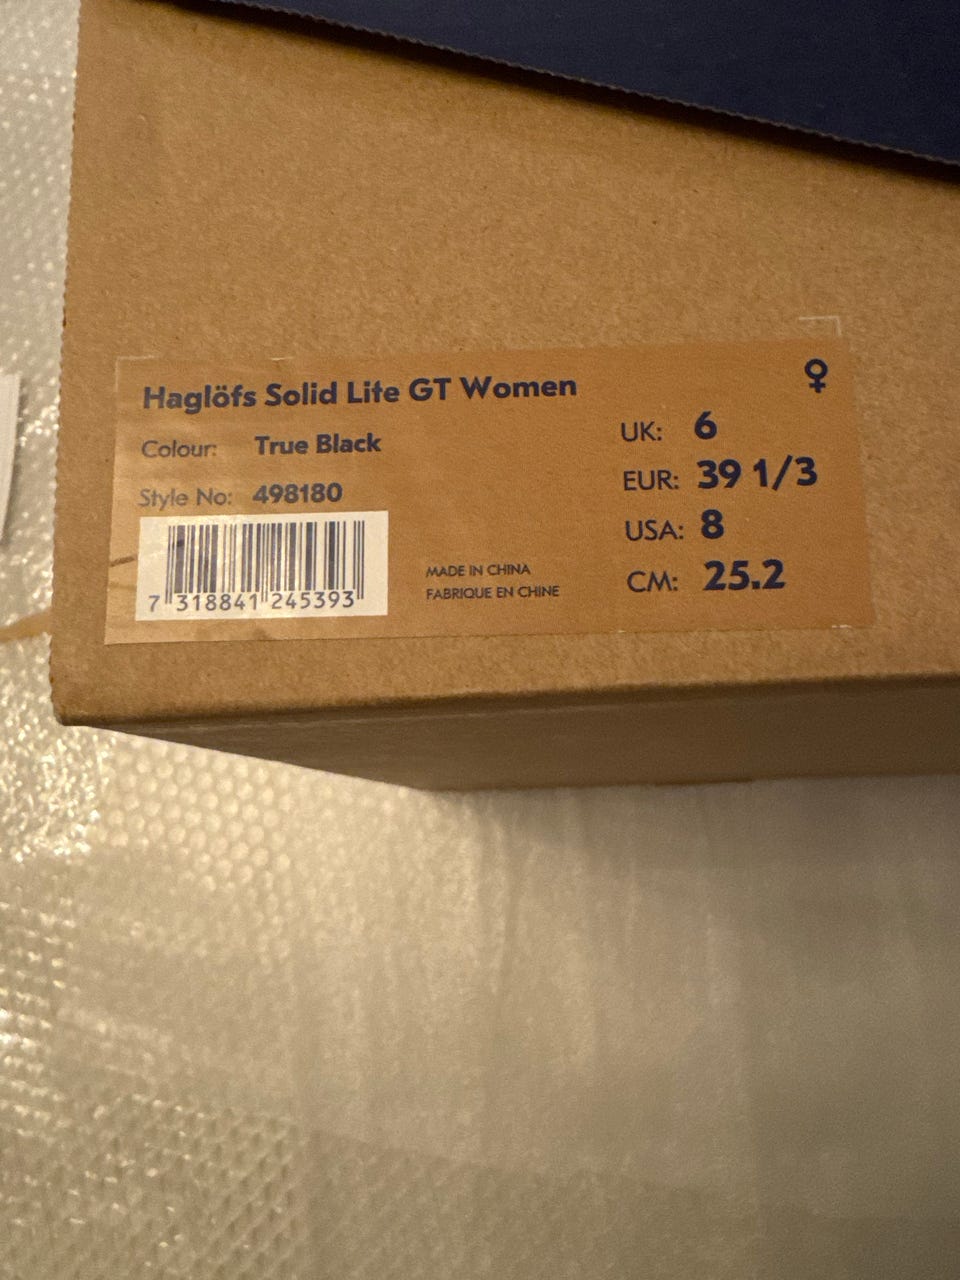 Haglöfs Solid Lite GT Women
♀
Colour: True Black
Style No: 498180
7 318841 245393
MADE IN CHINA
FABRIQUE EN CHINE
UK: 6
EUR: 39 1/3
USA: 8
CM: 25.2